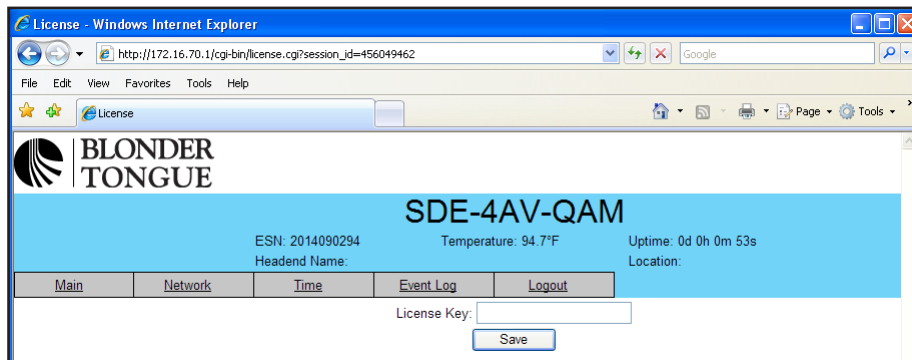 License - Windows Internet Explorer
http://172.16.70.1/cgi-bin/license.cgi?session_id=456049462
Google
File Edit View Favorites Tools Help
License
Page Tools
BLONDER
TONGUE
SDE-4AV-QAM
ESN: 2014090294 Temperature: 94.7°F Uptime: 0d 0h 0m 53s
Headend Name: Location:
Main Network Time Event Log Logout
License Key:
Save